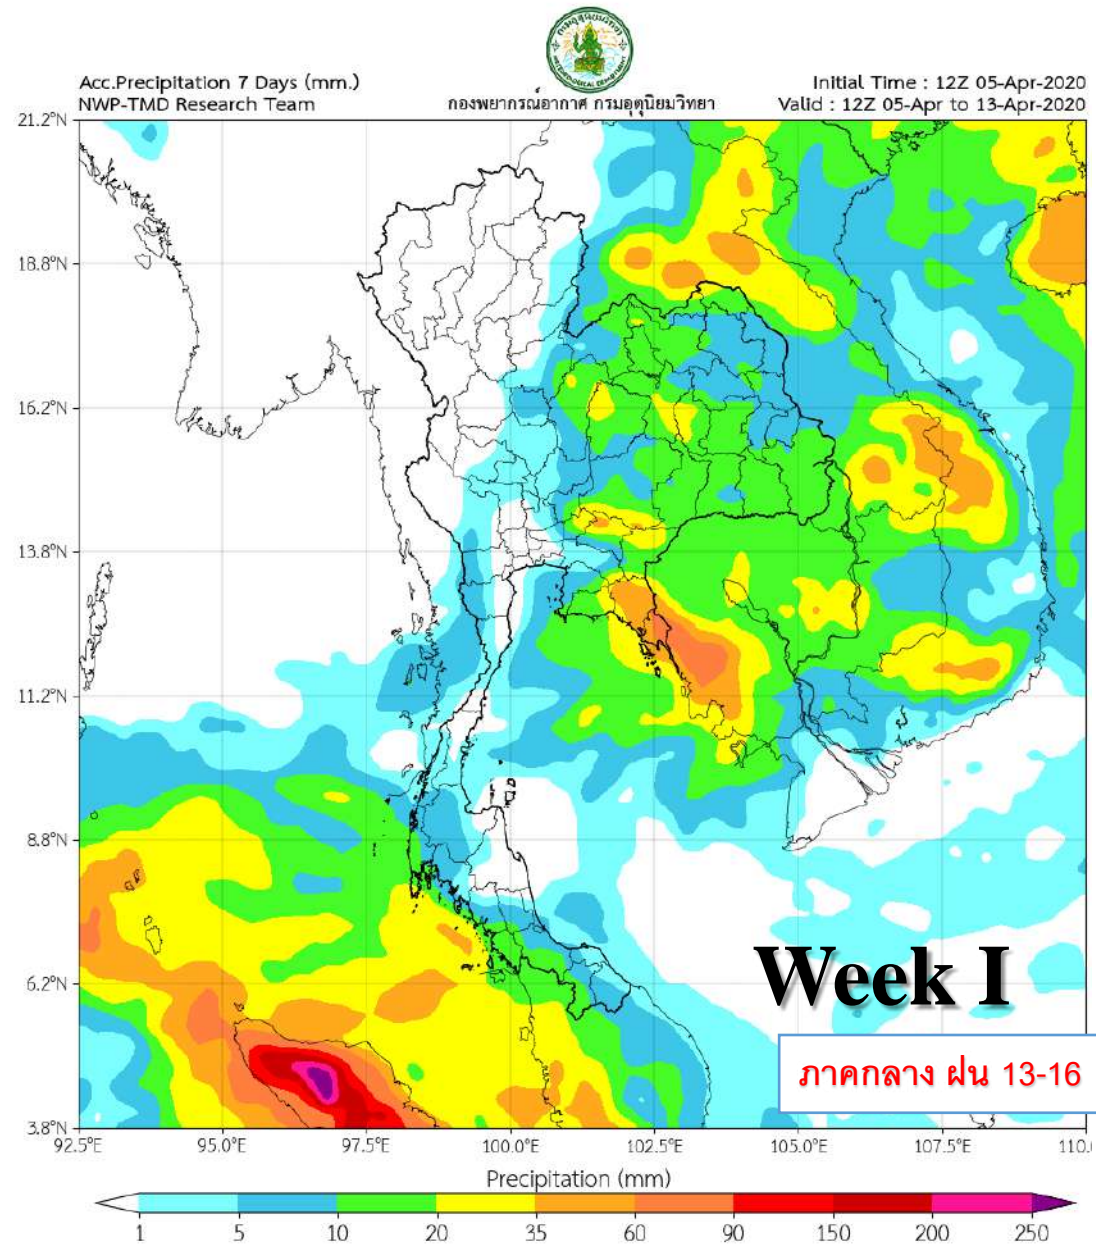 Acc.Precipitation 7 Days (mm.)
NWP-TMD Research Team
กองพยากรณ์อากาศ กรมอุตุนิยมวิทยา
Initial Time : 12Z 05-Apr-2020
Valid : 12Z 05-Apr to 13-Apr-2020
21.2°N
18.8°N
16.2°N
13.8°N
11.2°N
8.8°N
6.2°N
3.8°N
Week I
ภาคกลาง ฝน 13-16
92.5°E 95.0°E 97.5°E 100.0°E 102.5°E 105.0°E 107.5°E 110.
Precipitation (mm)
1 5 10 20 35 60 90 150 200 250